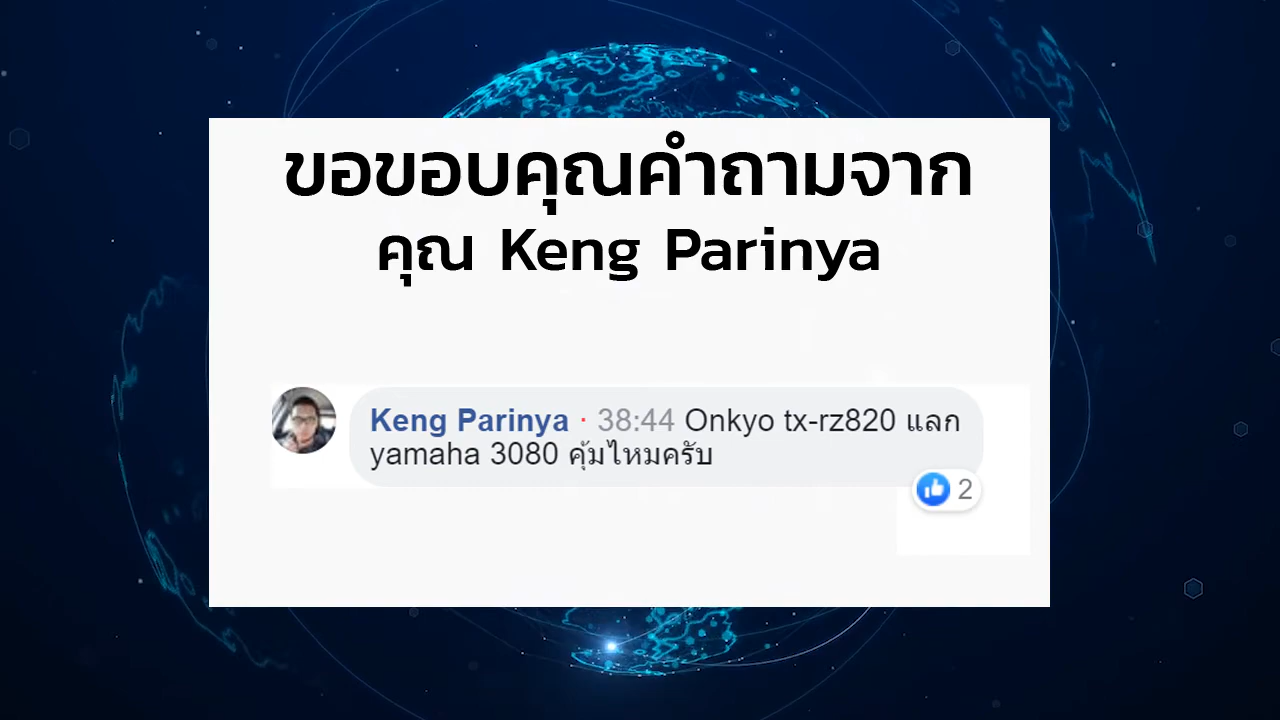 ขอขอบคุณคำถามจาก
คุณ Keng Parinya
Keng Parinya · 38:44 Onkyo tx-rz820 แลก
yamaha 3080 คุ้มไหมครับ
2